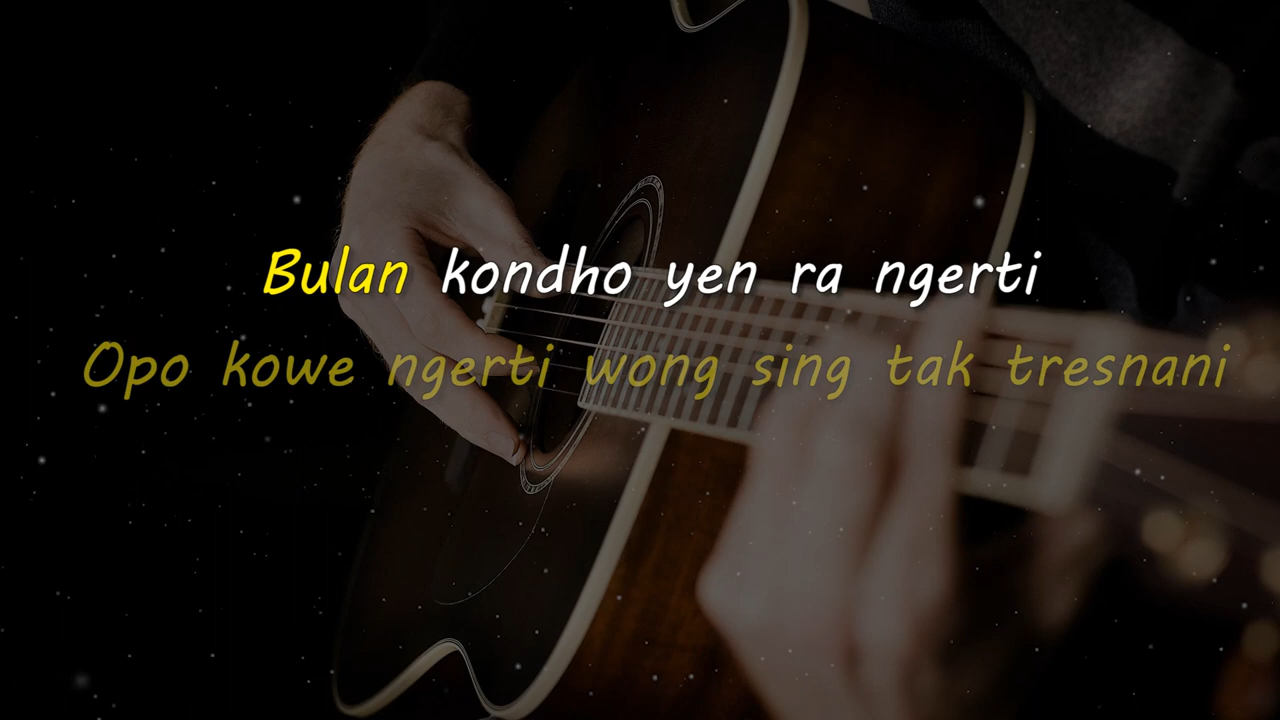 Bulan kondho yen ra ngerti
Opo kowe ngerti wong sing tak tresnani